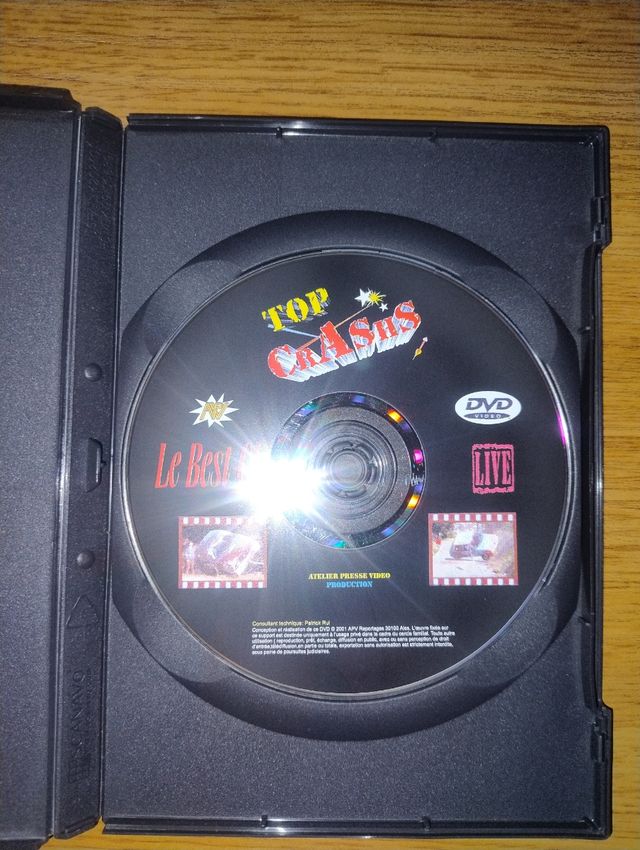 TOP
CRASHS
DVD
VIDEO
Le Best
LIVE
ATELIER PRESSE VIDEO
PRODUCTION
Consultant technique: Patrick Rul
Conception et réalisation de ce DVD © 2001 APV Reportages 30100 Ales. L'œuvre fixée sur
ce support est destinée uniquement à l'usage privé dans le cadre du cercle familial. Toute autre
utilisation ( reproduction, prêt, échange, diffusion en public, avec ou sans perception de droit
d'entrée,télédiffusion,en partie ou totale, exportation sans autorisation est strictement interdite,
sous peine de poursuites judiciaires.